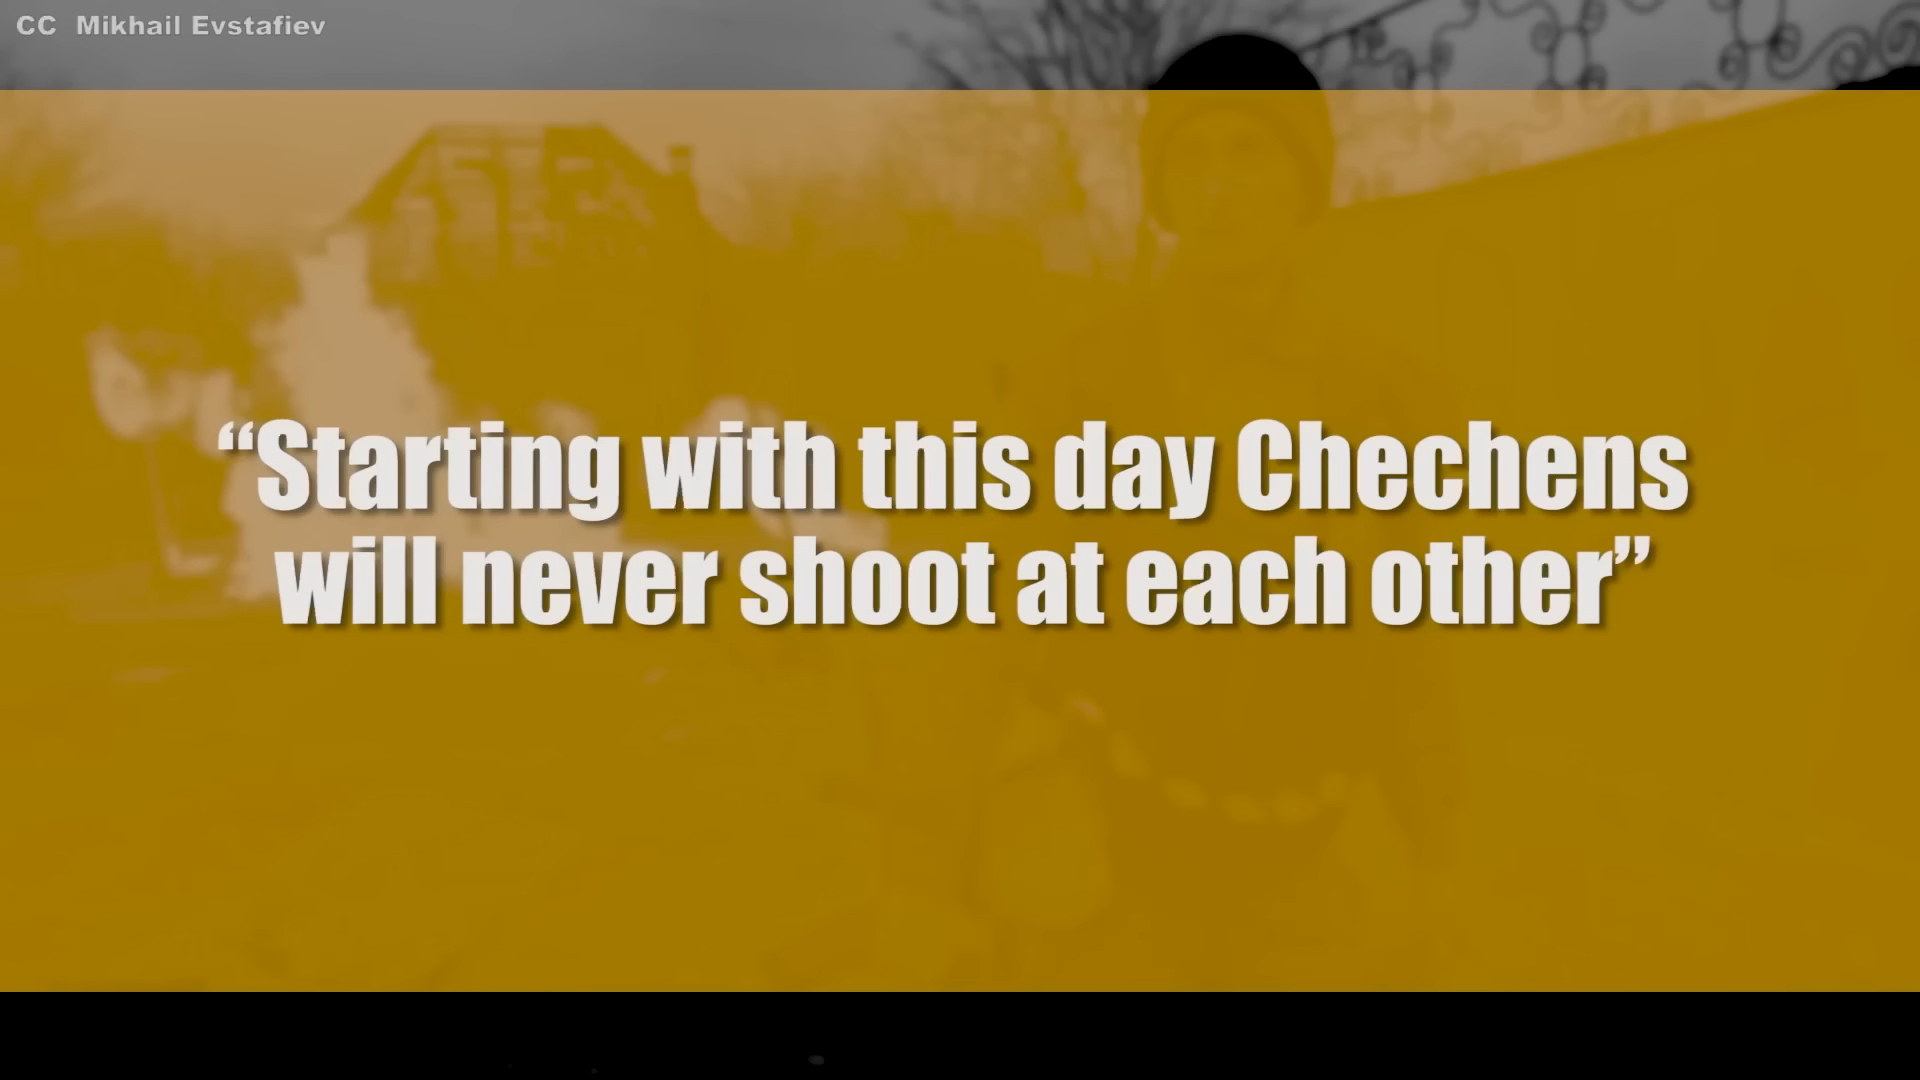 CC Mikhail Evstafiev
“Starting with this day Chechens
will never shoot at each other”